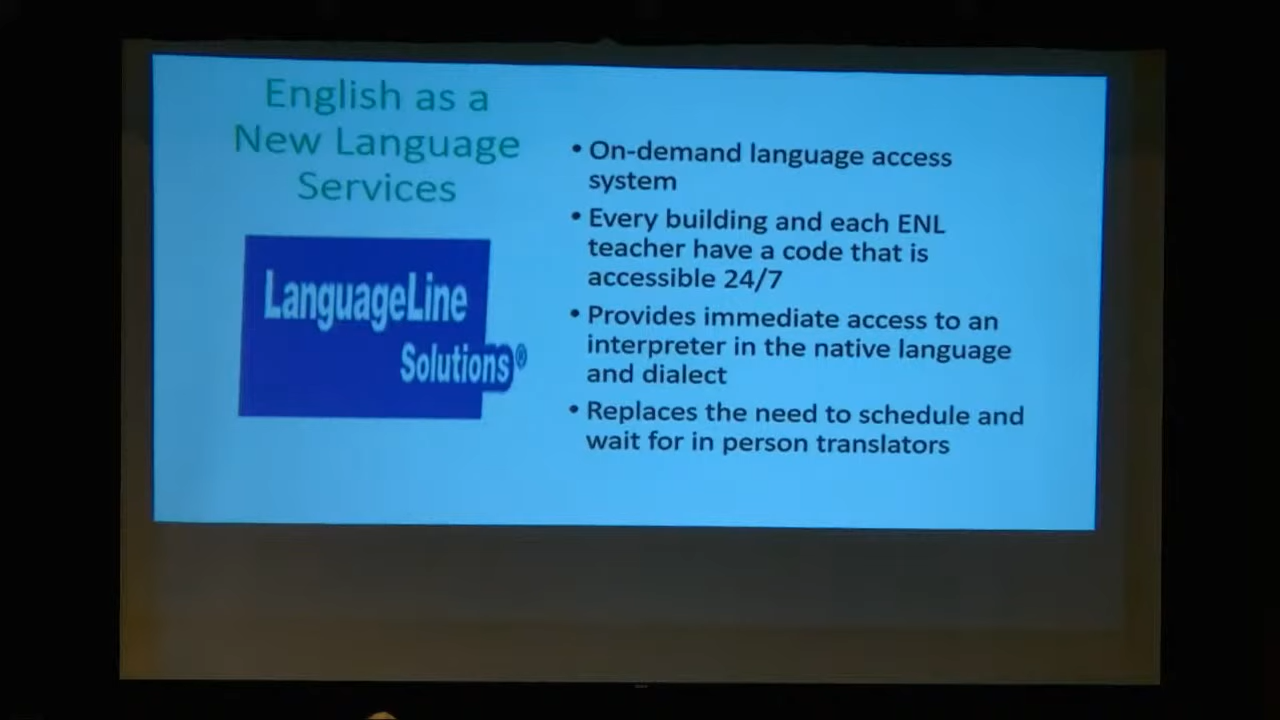 English as a
New Language
Services
LanguageLine
Solutions®
• On-demand language access
system
• Every building and each ENL
teacher have a code that is
accessible 24/7
• Provides immediate access to an
interpreter in the native language
and dialect
• Replaces the need to schedule and
wait for in person translators